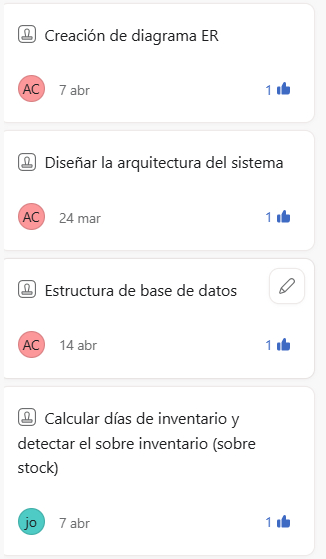 Creación de diagrama ER
AC 7 abr 1
Diseñar la arquitectura del sistema
AC 24 mar 1
Estructura de base de datos
AC 14 abr 1
Calcular días de inventario y
detectar el sobre inventario (sobre
stock)
jo 7 abr 1